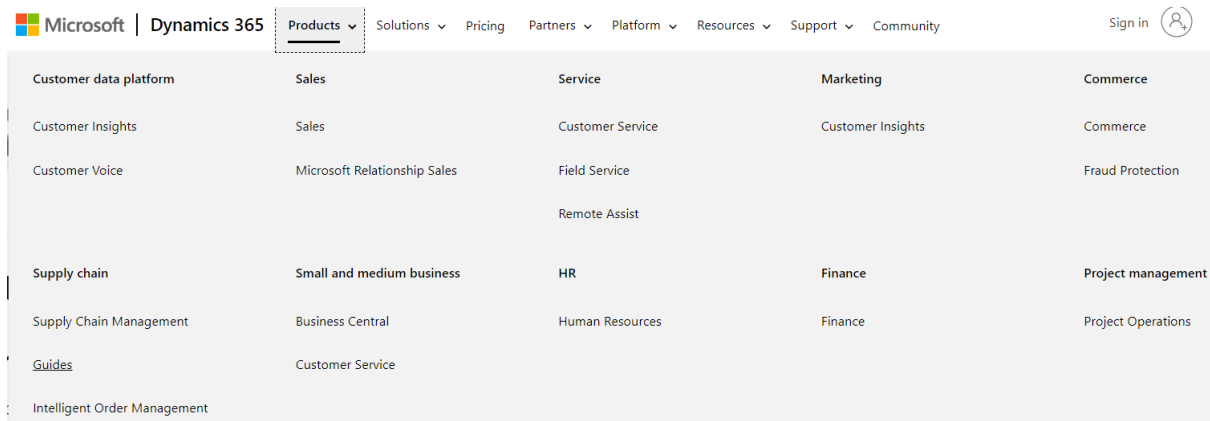 Microsoft Dynamics 365 Products Solutions Pricing Partners Platform Resources Support Community Sign in
Customer data platform Sales Service Marketing Commerce
Customer Insights Sales Customer Service Customer Insights Commerce
Customer Voice Microsoft Relationship Sales Field Service Fraud Protection
Remote Assist
Supply chain Small and medium business HR Finance Project management
Supply Chain Management Business Central Human Resources Finance Project Operations
Guides Customer Service
Intelligent Order Management